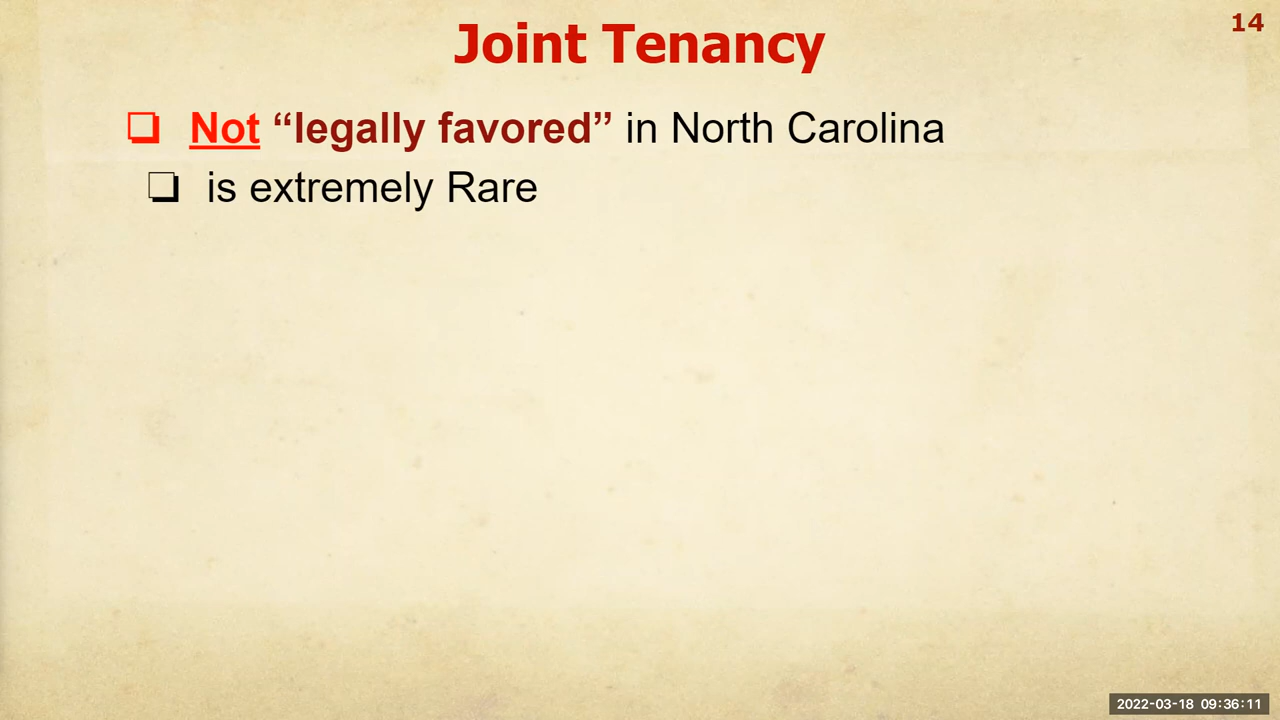 14
Joint Tenancy
❑ Not “legally favored” in North Carolina
❑ is extremely Rare
2022-03-18 09:36:11